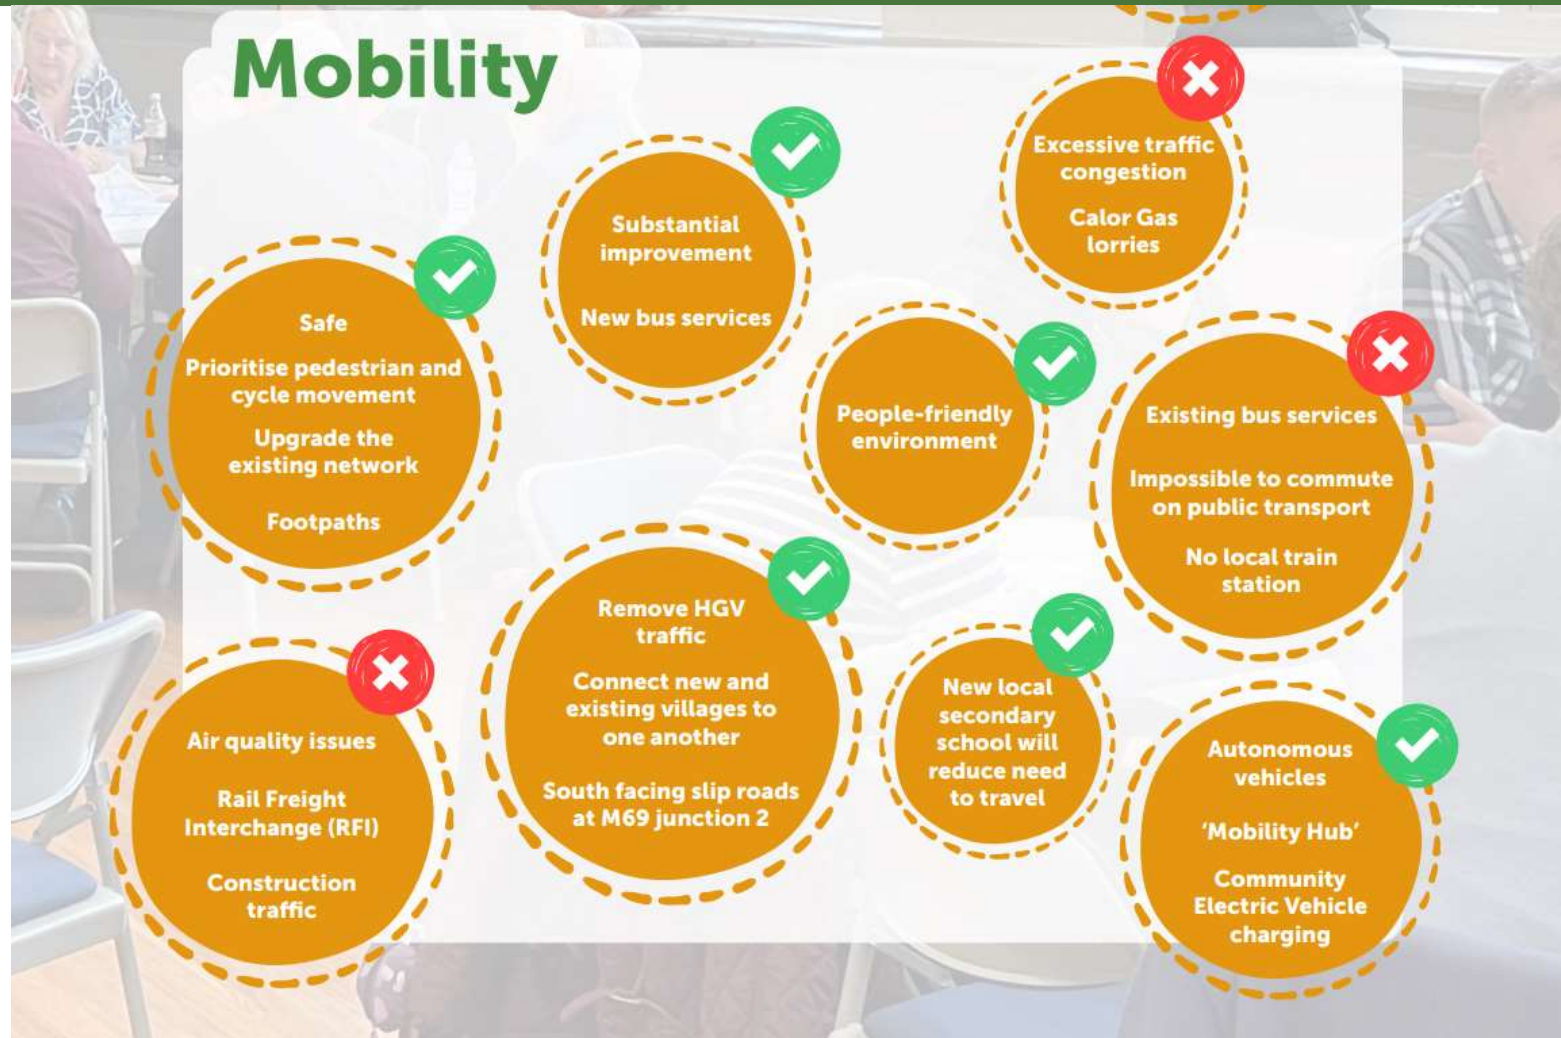 Mobility
Excessive traffic
congestion
Calor Gas
lorries
Substantial
improvement
New bus services
Safe
Prioritise pedestrian and
cycle movement
Upgrade the
existing network
Footpaths
People-friendly
environment
Existing bus services
Impossible to commute
on public transport
No local train
station
Remove HGV
traffic
Connect new and
existing villages to
one another
South facing slip roads
at M69 junction 2
New local
secondary
school will
reduce need
to travel
Air quality issues
Rail Freight
Interchange (RFI)
Construction
traffic
Autonomous
vehicles
‘Mobility Hub’
Community
Electric Vehicle
charging